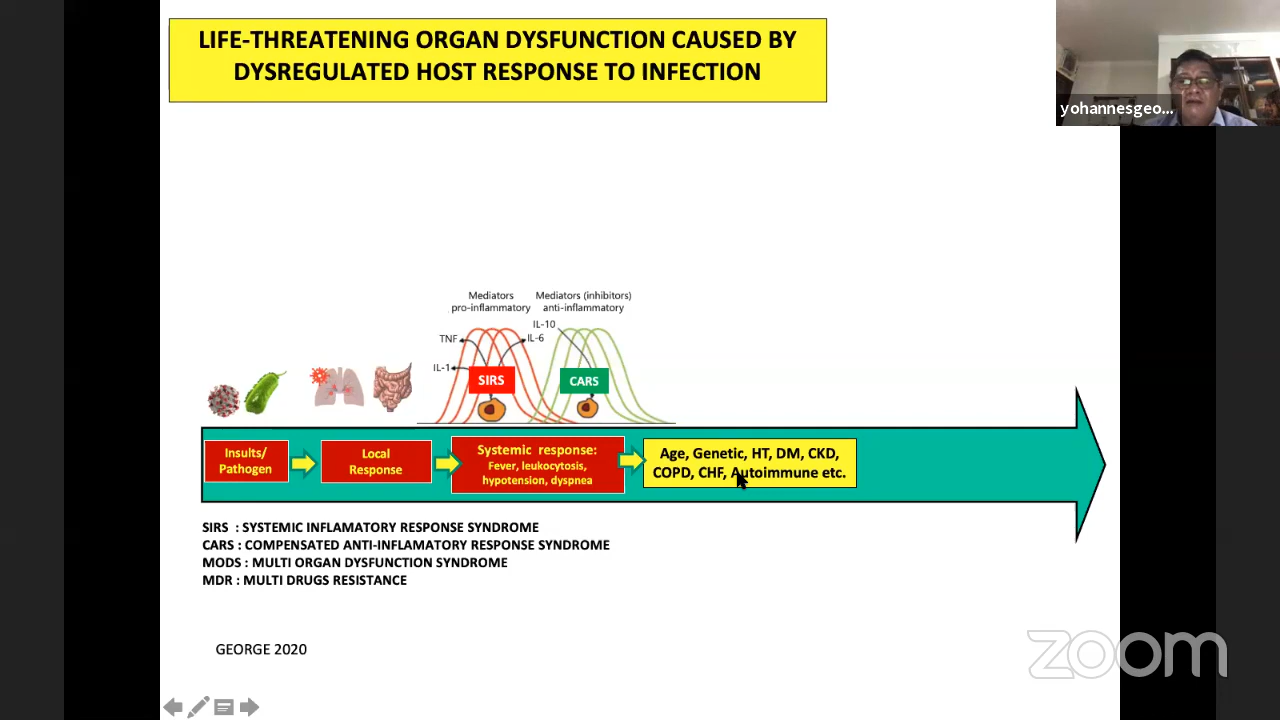 LIFE-THREATENING ORGAN DYSFUNCTION CAUSED BY
DYSREGULATED HOST RESPONSE TO INFECTION
yohannesgeo...
Mediators
pro-inflammatory
Mediators (inhibitors)
anti-inflammatory
IL-10
TNF
IL-6
IL-1
SIRS
CARS
Insults/
Pathogen
Local
Response
Systemic response:
Fever, leukocytosis,
hypotension, dyspnea
Age, Genetic, HT, DM, CKD,
COPD, CHF, Autoimmune etc.
SIRS : SYSTEMIC INFLAMATORY RESPONSE SYNDROME
CARS : COMPENSATED ANTI-INFLAMATORY RESPONSE SYNDROME
MODS : MULTI ORGAN DYSFUNCTION SYNDROME
MDR : MULTI DRUGS RESISTANCE
GEORGE 2020
zoom